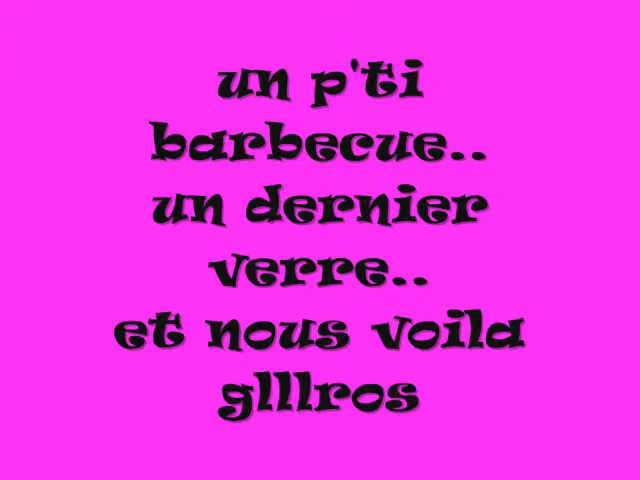 un p'ti
barbecue..
un dernier
verre..
et nous voila
glllros